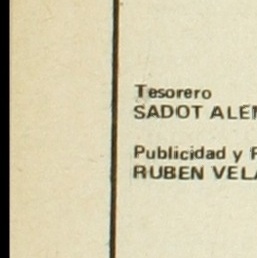 Tesorero
SADOT ALEM
Publicidad y
RUBEN VELA